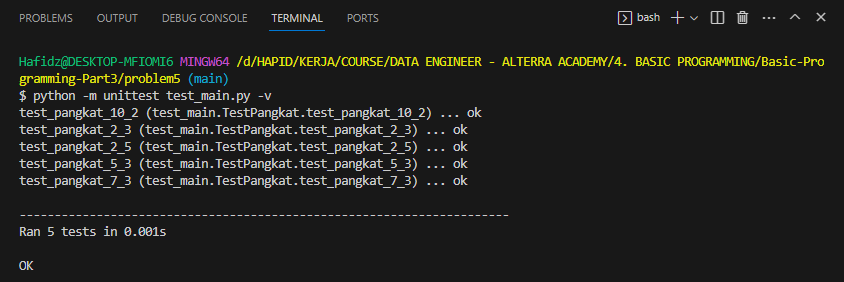 PROBLEMS OUTPUT DEBUG CONSOLE TERMINAL PORTS bash
Hafidz@DESKTOP-MFIOMI6 MINGW64 /d/HAPID/KERJA/COURSE/DATA ENGINEER - ALTERRA ACADEMY/4. BASIC PROGRAMMING/Basic-Pro
gramming-Part3/problem5 (main)
$ python -m unittest test_main.py -v
test_pangkat_10_2 (test_main.TestPangkat.test_pangkat_10_2) ... ok
test_pangkat_2_3 (test_main.TestPangkat.test_pangkat_2_3) ... ok
test_pangkat_2_5 (test_main.TestPangkat.test_pangkat_2_5) ... ok
test_pangkat_5_3 (test_main.TestPangkat.test_pangkat_5_3) ... ok
test_pangkat_7_3 (test_main.TestPangkat.test_pangkat_7_3) ... ok
----------------------------------------------------------------------
Ran 5 tests in 0.001s
OK